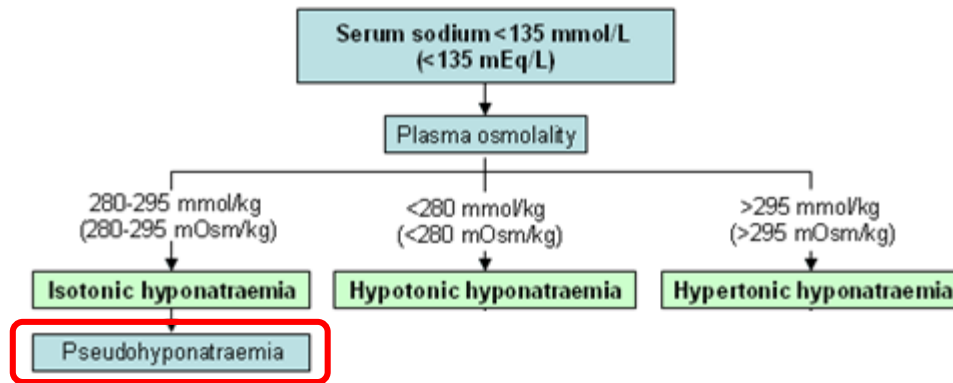 Serum sodium<135 mmol/L
(<135 mEq/L)
Plasma osmolality
280-295 mmol/kg
(280-295 mOsm/kg)
<280 mmol/kg
(<280 mOsm/kg)
>295 mmol/kg
(>295 mOsm/kg)
Isotonic hyponatraemia
Hypotonic hyponatraemia
Hypertonic hyponatraemia
Pseudohyponatraemia